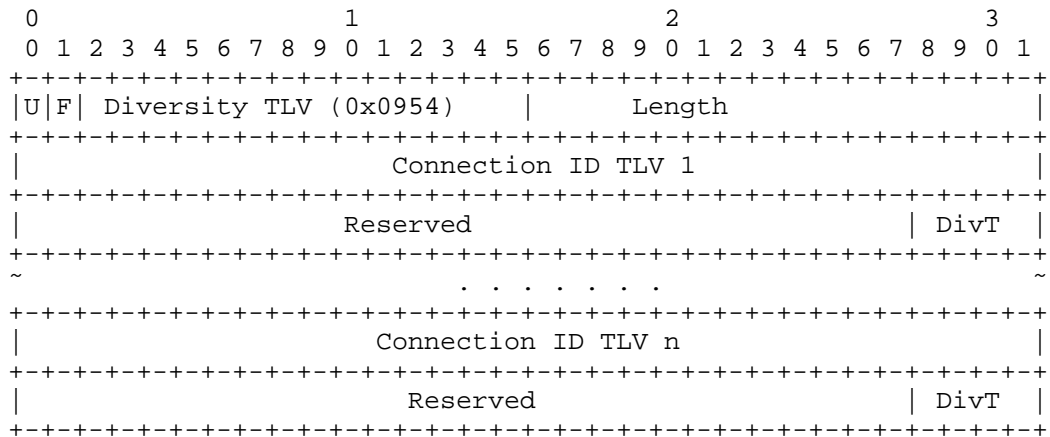 0                   1                   2                   3
 0 1 2 3 4 5 6 7 8 9 0 1 2 3 4 5 6 7 8 9 0 1 2 3 4 5 6 7 8 9 0 1
+-+-+-+-+-+-+-+-+-+-+-+-+-+-+-+-+-+-+-+-+-+-+-+-+-+-+-+-+-+-+-+-+
|U|F| Diversity TLV (0x0954)    |      Length                   |
+-+-+-+-+-+-+-+-+-+-+-+-+-+-+-+-+-+-+-+-+-+-+-+-+-+-+-+-+-+-+-+-+
|                       Connection ID TLV 1                     |
+-+-+-+-+-+-+-+-+-+-+-+-+-+-+-+-+-+-+-+-+-+-+-+-+-+-+-+-+-+-+-+-+
|                    Reserved                           | DivT  |
+-+-+-+-+-+-+-+-+-+-+-+-+-+-+-+-+-+-+-+-+-+-+-+-+-+-+-+-+-+-+-+-+
~                           . . . . . . .                       ~
+-+-+-+-+-+-+-+-+-+-+-+-+-+-+-+-+-+-+-+-+-+-+-+-+-+-+-+-+-+-+-+-+
|                      Connection ID TLV n                      |
+-+-+-+-+-+-+-+-+-+-+-+-+-+-+-+-+-+-+-+-+-+-+-+-+-+-+-+-+-+-+-+-+
|                        Reserved                       | DivT  |
+-+-+-+-+-+-+-+-+-+-+-+-+-+-+-+-+-+-+-+-+-+-+-+-+-+-+-+-+-+-+-+-+